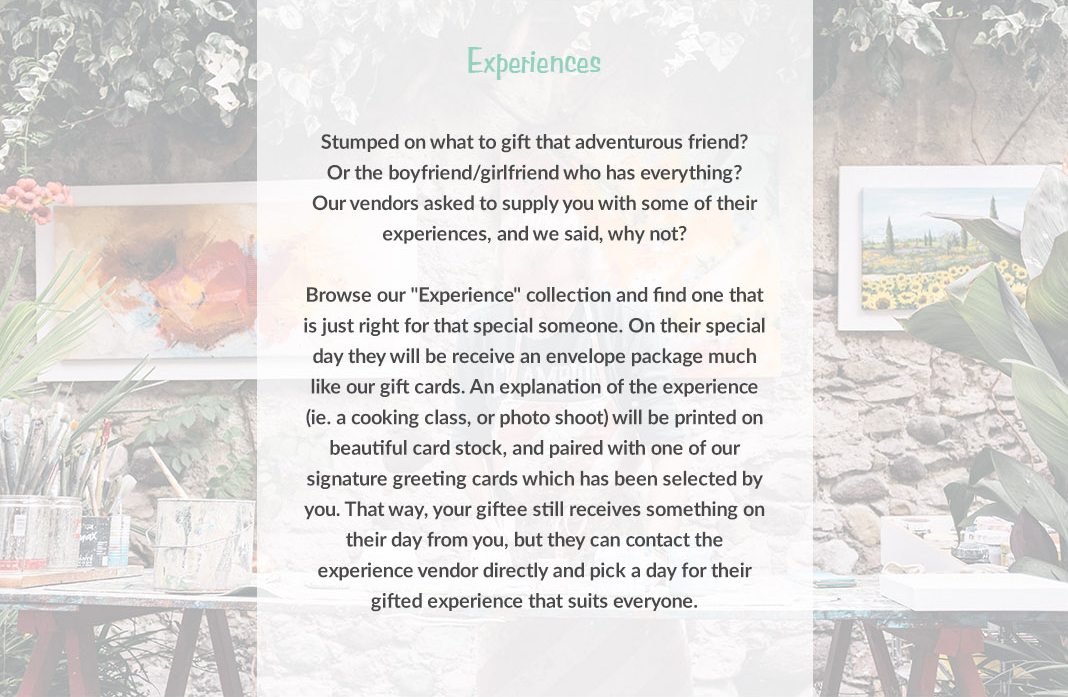 Experiences
Stumped on what to gift that adventurous friend?
Or the boyfriend/girlfriend who has everything?
Our vendors asked to supply you with some of their
experiences, and we said, why not?
Browse our "Experience" collection and find one that
is just right for that special someone. On their special
day they will be receive an envelope package much
like our gift cards. An explanation of the experience
(ie. a cooking class, or photo shoot) will be printed on
beautiful card stock, and paired with one of our
signature greeting cards which has been selected by
you. That way, your giftee still receives something on
their day from you, but they can contact the
experience vendor directly and pick a day for their
gifted experience that suits everyone.